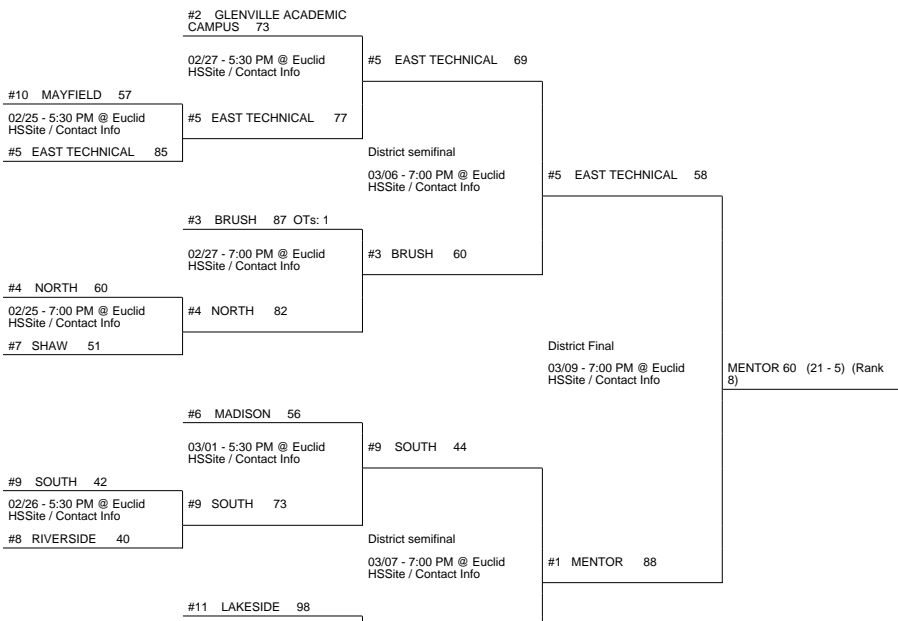 #2 GLENVILLE ACADEMIC
CAMPUS 73
02/27 - 5:30 PM @ Euclid
HSSite / Contact Info
#5 EAST TECHNICAL 69
#10 MAYFIELD 57
02/25 - 5:30 PM @ Euclid
HSSite / Contact Info
#5 EAST TECHNICAL 77
#5 EAST TECHNICAL 85
District semifinal
03/06 - 7:00 PM @ Euclid
HSSite / Contact Info
#5 EAST TECHNICAL 58
#3 BRUSH 87 OTs: 1
02/27 - 7:00 PM @ Euclid
HSSite / Contact Info
#3 BRUSH 60
#4 NORTH 60
02/25 - 7:00 PM @ Euclid
HSSite / Contact Info
#4 NORTH 82
#7 SHAW 51
District Final
03/09 - 7:00 PM @ Euclid
HSSite / Contact Info
MENTOR 60 (21 - 5) (Rank
8)
#6 MADISON 56
03/01 - 5:30 PM @ Euclid
HSSite / Contact Info
#9 SOUTH 44
#9 SOUTH 42
02/26 - 5:30 PM @ Euclid
HSSite / Contact Info
#9 SOUTH 73
#8 RIVERSIDE 40
District semifinal
03/07 - 7:00 PM @ Euclid
HSSite / Contact Info
#1 MENTOR 88
#11 LAKESIDE 98